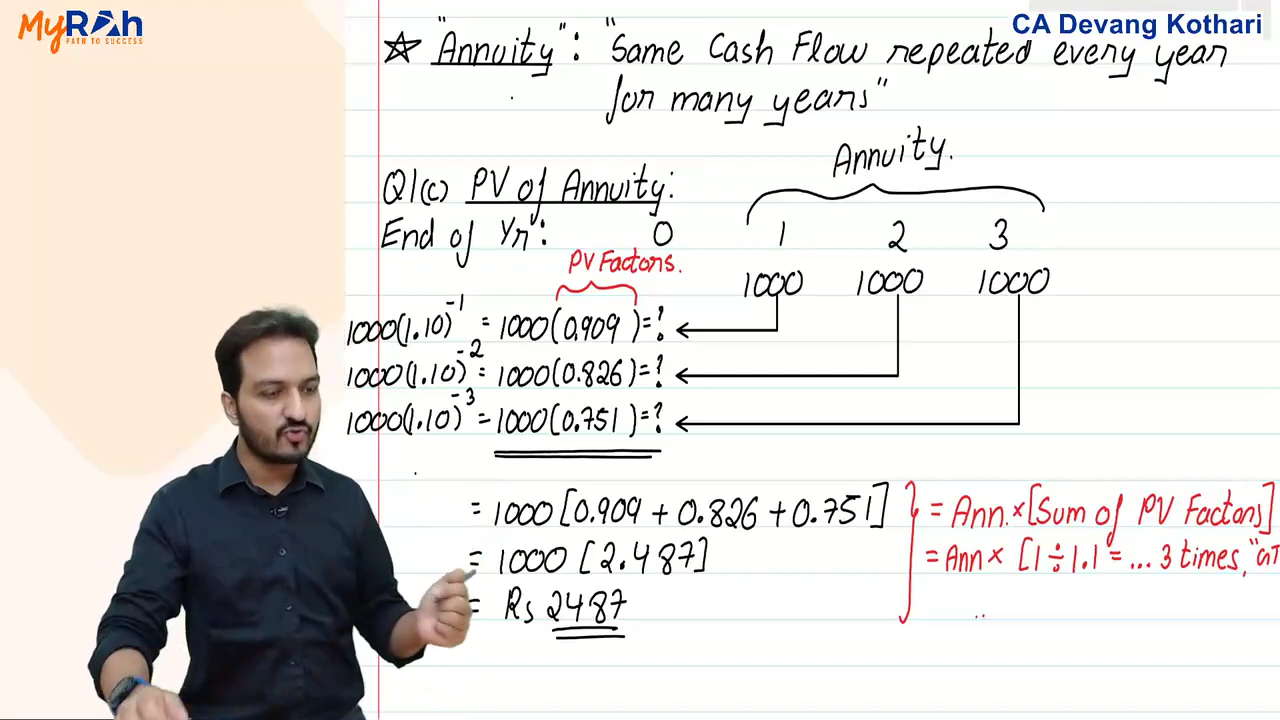 MyRAh
PATH TO SUCCESS
CA Devang Kothari
"Annuity": "Same Cash Flow repeated every year
for many years"
Annuity.
Q1(c) PV of Annuity:
End of Yr: 0 1 2 3
PV Factors.
1000 1000 1000
1000(1.10)⁻¹ = 1000(0.909) = ?
1000(1.10)⁻² = 1000(0.826) = ?
1000(1.10)⁻³ = 1000(0.751) = ?
= 1000[0.909 + 0.826 + 0.751] } = Ann. × [Sum of PV Factors]
= 1000 [2.487] = Ann × [1 ÷ 1.1 = ... 3 times, "GT
= Rs 2487